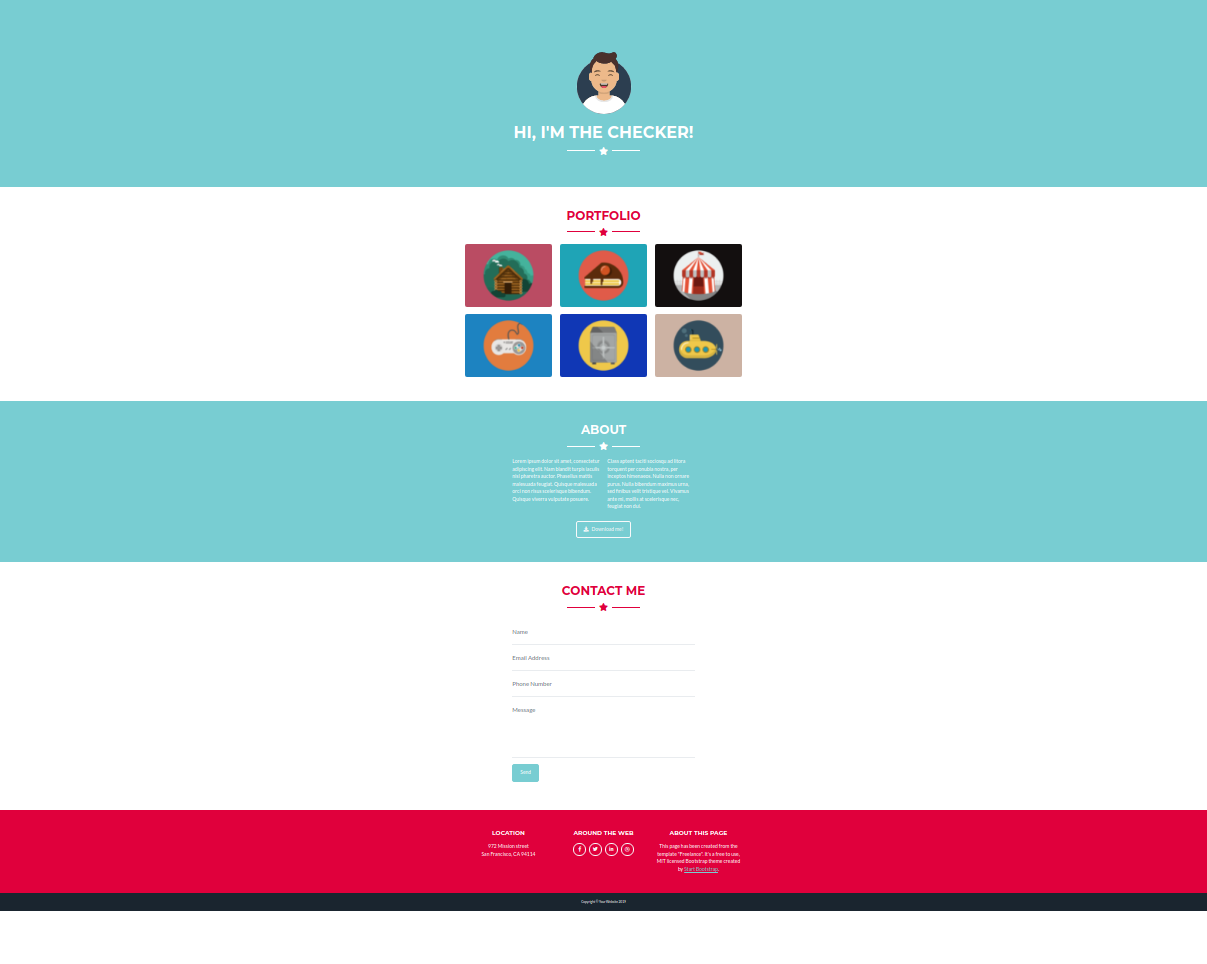 HI, I'M THE CHECKER!
PORTFOLIO
ABOUT
Lorem ipsum dolor sit amet, consectetur
adipiscing elit. Nam blandit turpis iaculis
nisi pharetra auctor. Phasellus mattis
malesuada feugiat. Quisque malesuada
orci non risus scelerisque bibendum.
Quisque viverra vulputate posuere.
Class aptent taciti sociosqu ad litora
torquent per conubia nostra, per
inceptos himenaeos. Nulla non ornare
purus. Nulla bibendum maximus urna,
sed finibus velit tristique vel. Vivamus
ante mi, mollis at scelerisque nec,
feugiat non dui.
Download me!
CONTACT ME
Name
Email Address
Phone Number
Message
Send
LOCATION
972 Mission street
San Francisco, CA 94114
AROUND THE WEB
ABOUT THIS PAGE
This page has been created from the
template "Freelance". It's a free to use,
MIT licensed Bootstrap theme created
by Start Bootstrap.
Copyright © Your Website 2019